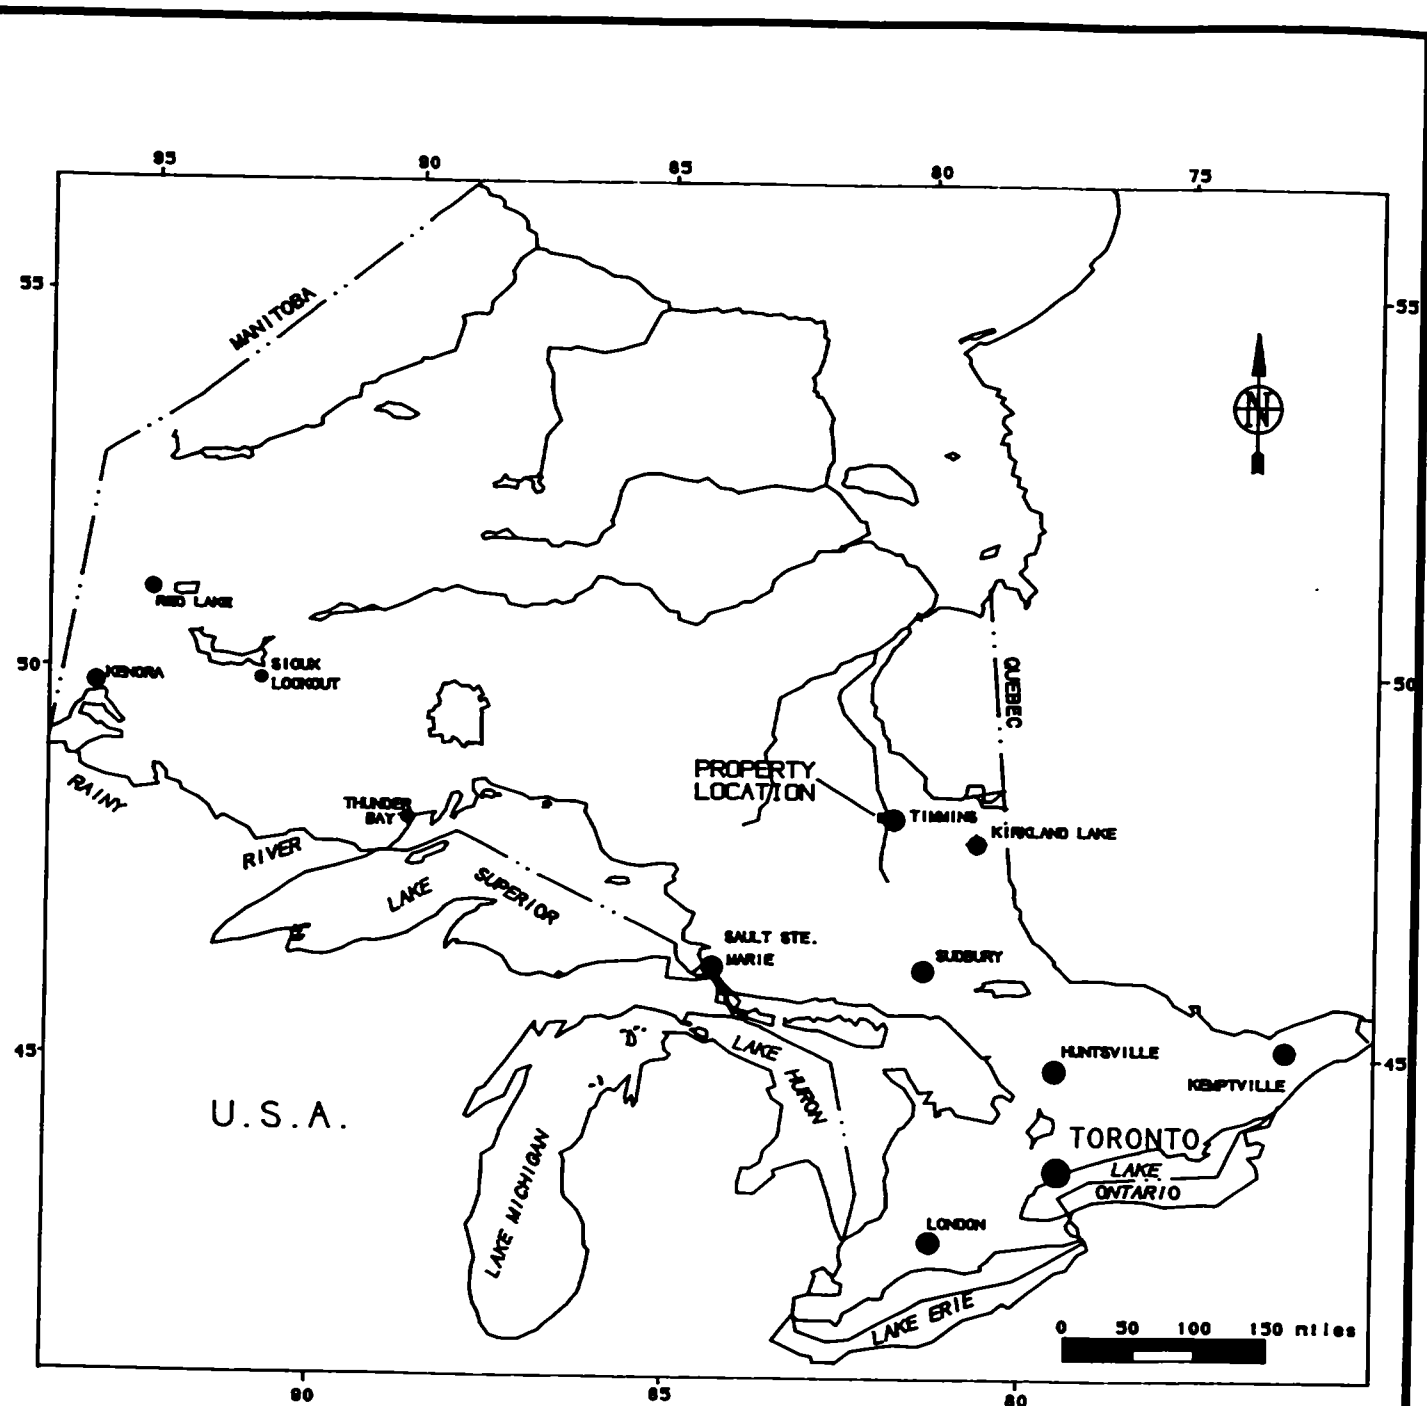 95 90 85 80 75
55
55
MANITOBA
N
RED LAKE
50
KENORA
SIOUX
LOOKOUT
QUEBEC
50
RAINY
PROPERTY
LOCATION
THUNDER
BAY
TIMMINS
KIRKLAND LAKE
RIVER
LAKE SUPERIOR
SAULT STE.
MARIE
SUDBURY
45
LAKE HURON
HUNTSVILLE
45
KEMPTVILLE
U.S.A.
TORONTO
LAKE MICHIGAN
LAKE
ONTARIO
LONDON
LAKE ERIE
0 50 100 150 miles
90 85 80